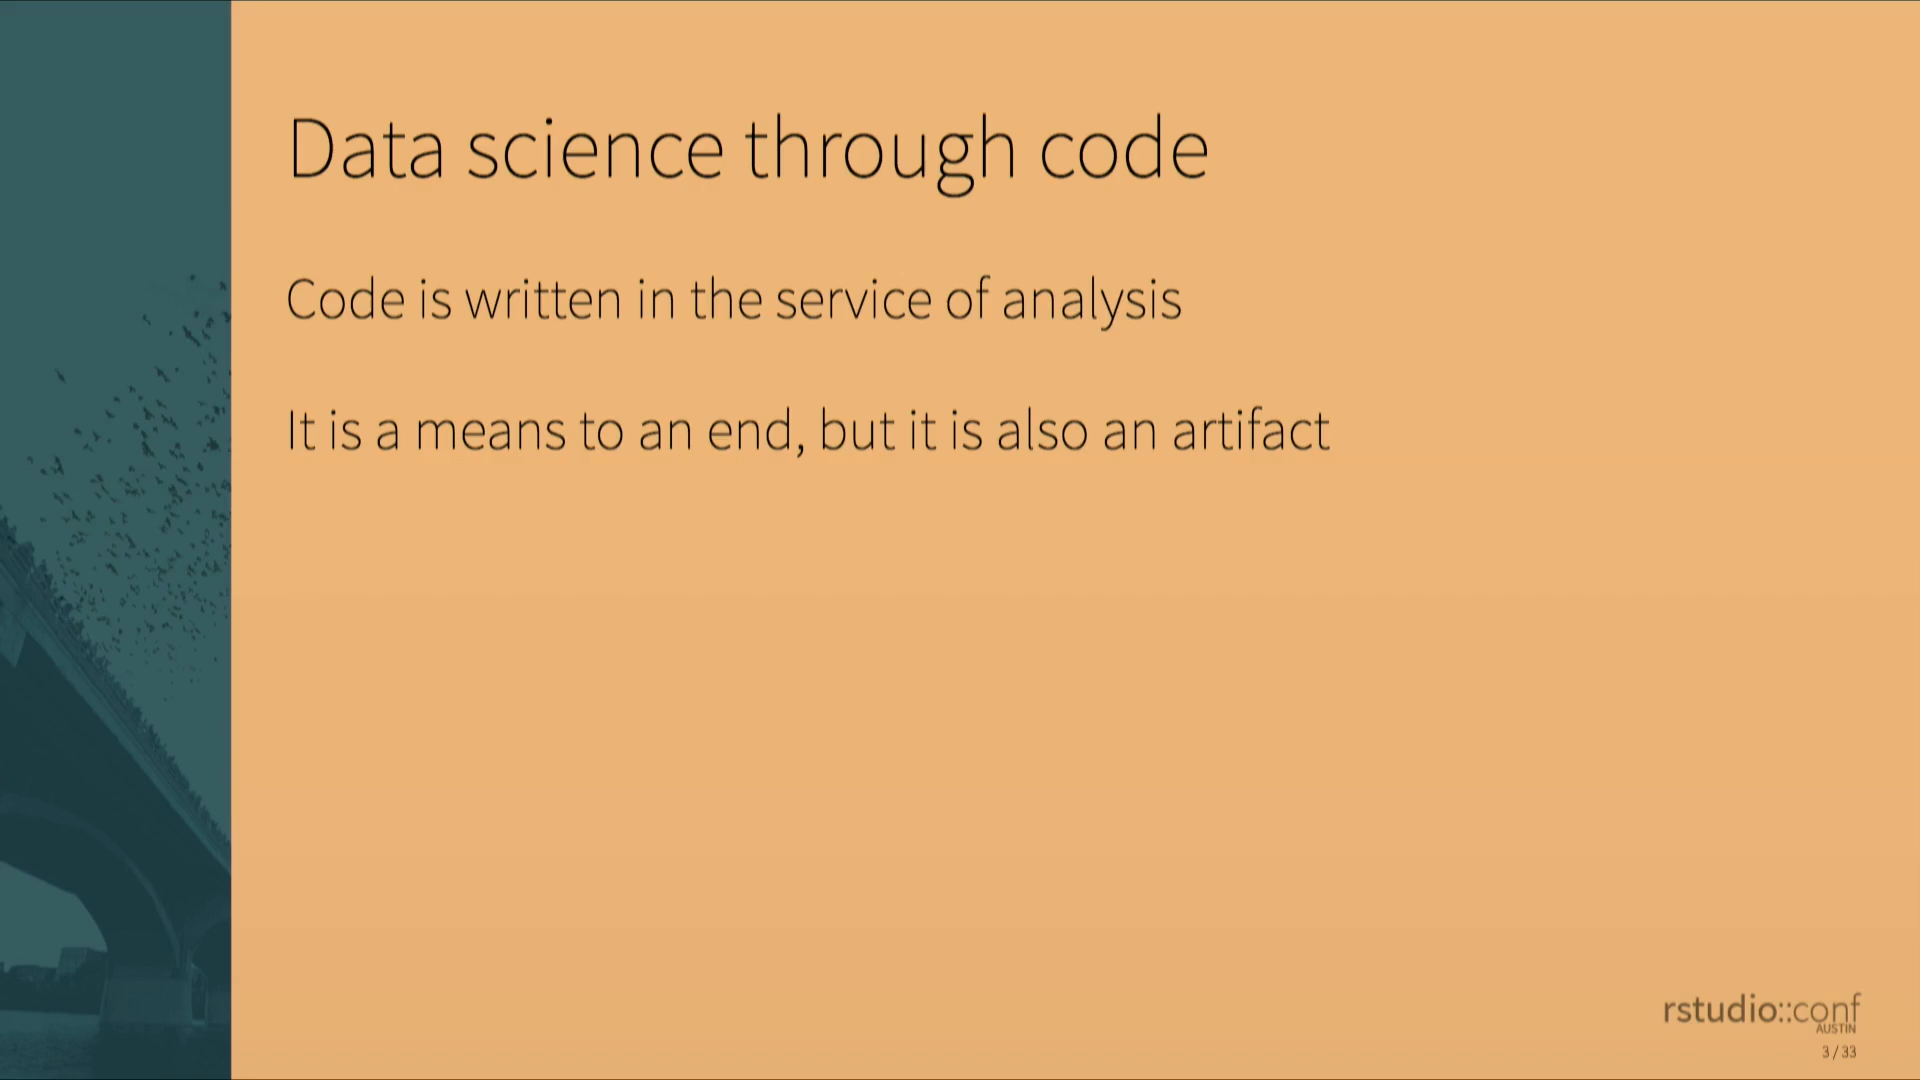 Data science through code
Code is written in the service of analysis
It is a means to an end, but it is also an artifact
rstudio::conf
AUSTIN
3 / 33